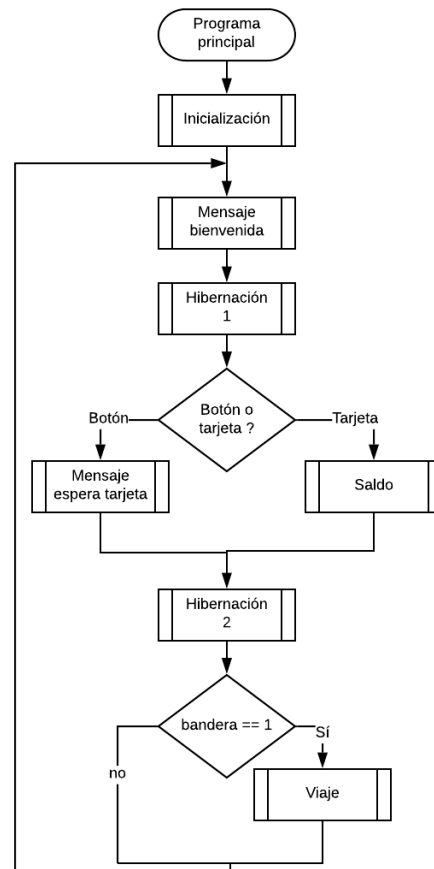 Programa
principal
Inicialización
Mensaje
bienvenida
Hibernación
1
Botón o
tarjeta ?
Botón
Tarjeta
Mensaje
espera tarjeta
Saldo
Hibernación
2
bandera == 1
Sí
no
Viaje